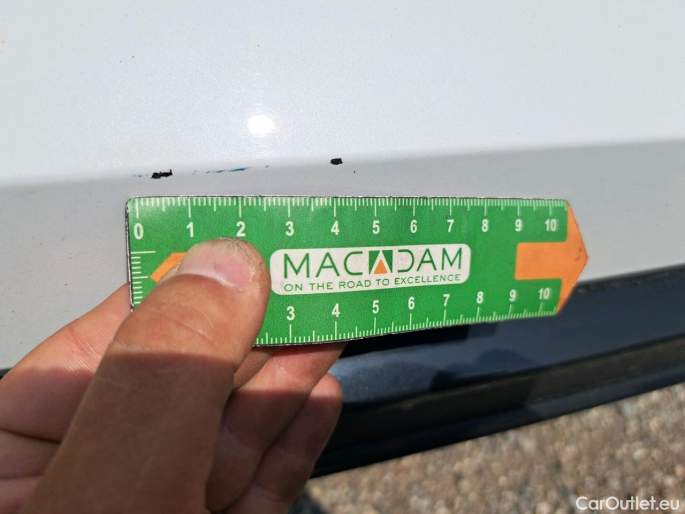 0 1 2 3 4 5 6 7 8 9 10
MACADAM
ON THE ROAD TO EXCELLENCE
3 4 5 6 7 8 9 10
CarOutlet.eu